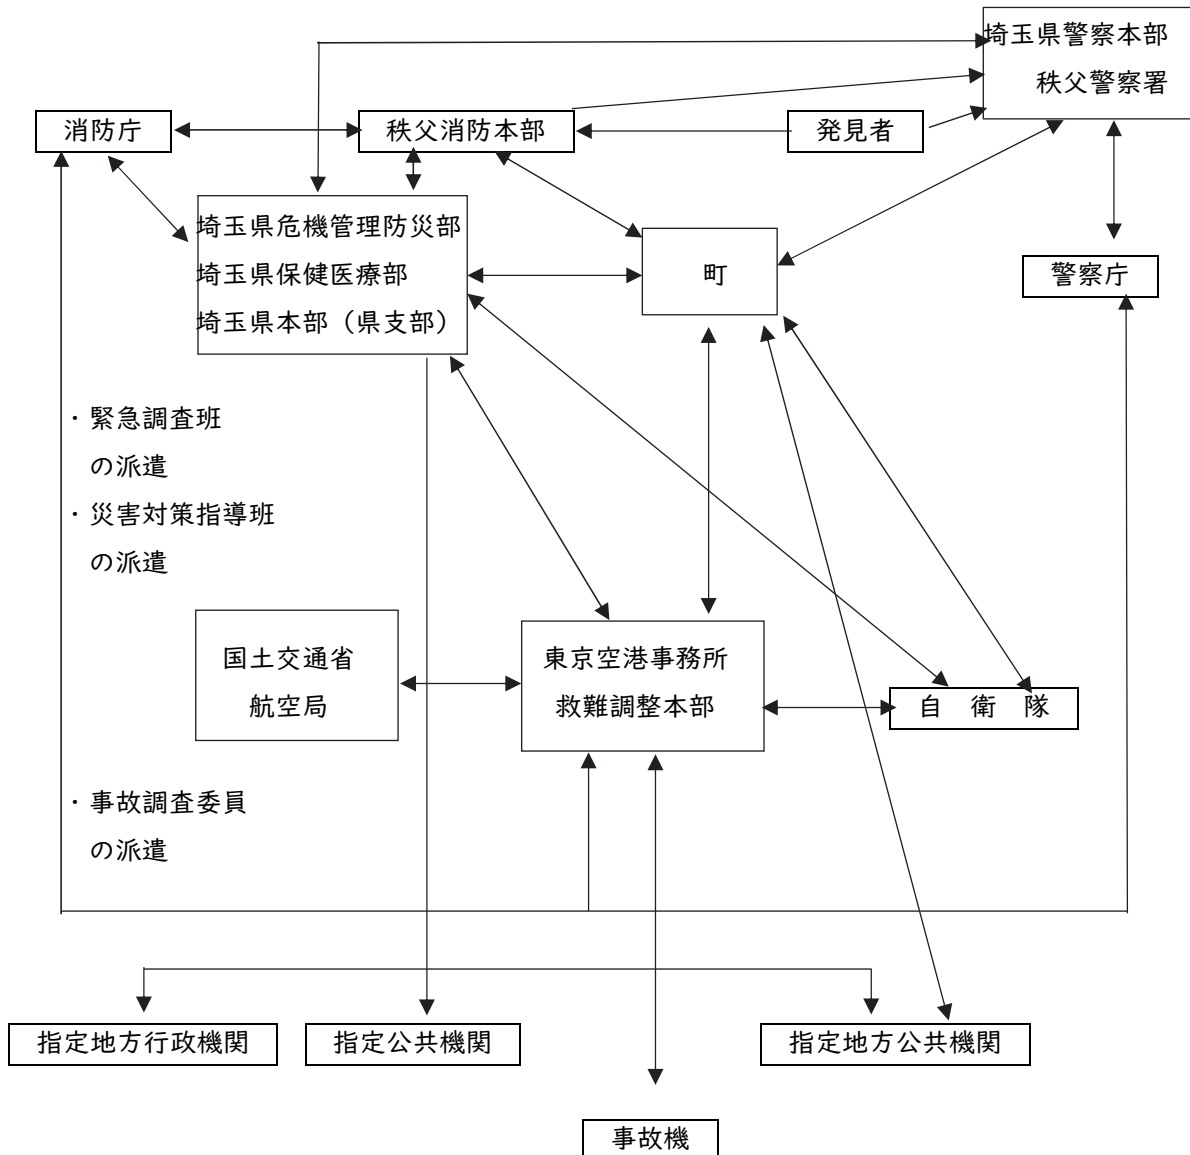 埼玉県警察本部
秩父警察署
消防庁
秩父消防本部
発見者
埼玉県危機管理防災部
埼玉県保健医療部
埼玉県本部（県支部）
町
警察庁
・緊急調査班
の派遣
・災害対策指導班
の派遣
国土交通省
航空局
東京空港事務所
救難調整本部
自　衛　隊
・事故調査委員
の派遣
指定地方行政機関
指定公共機関
指定地方公共機関
事故機